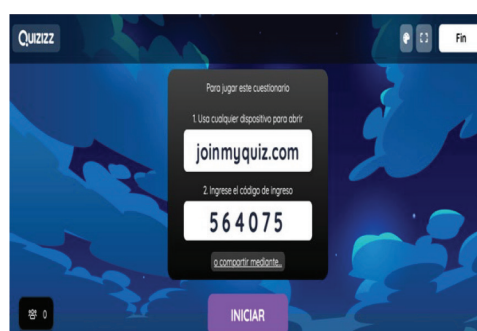 Quizizz
Fin
Para jugar este cuestionario
1. Usa cualquier dispositivo para abrir
joinmyquiz.com
2. Ingrese el código de ingreso
564075
o compartir mediante..
0
INICIAR